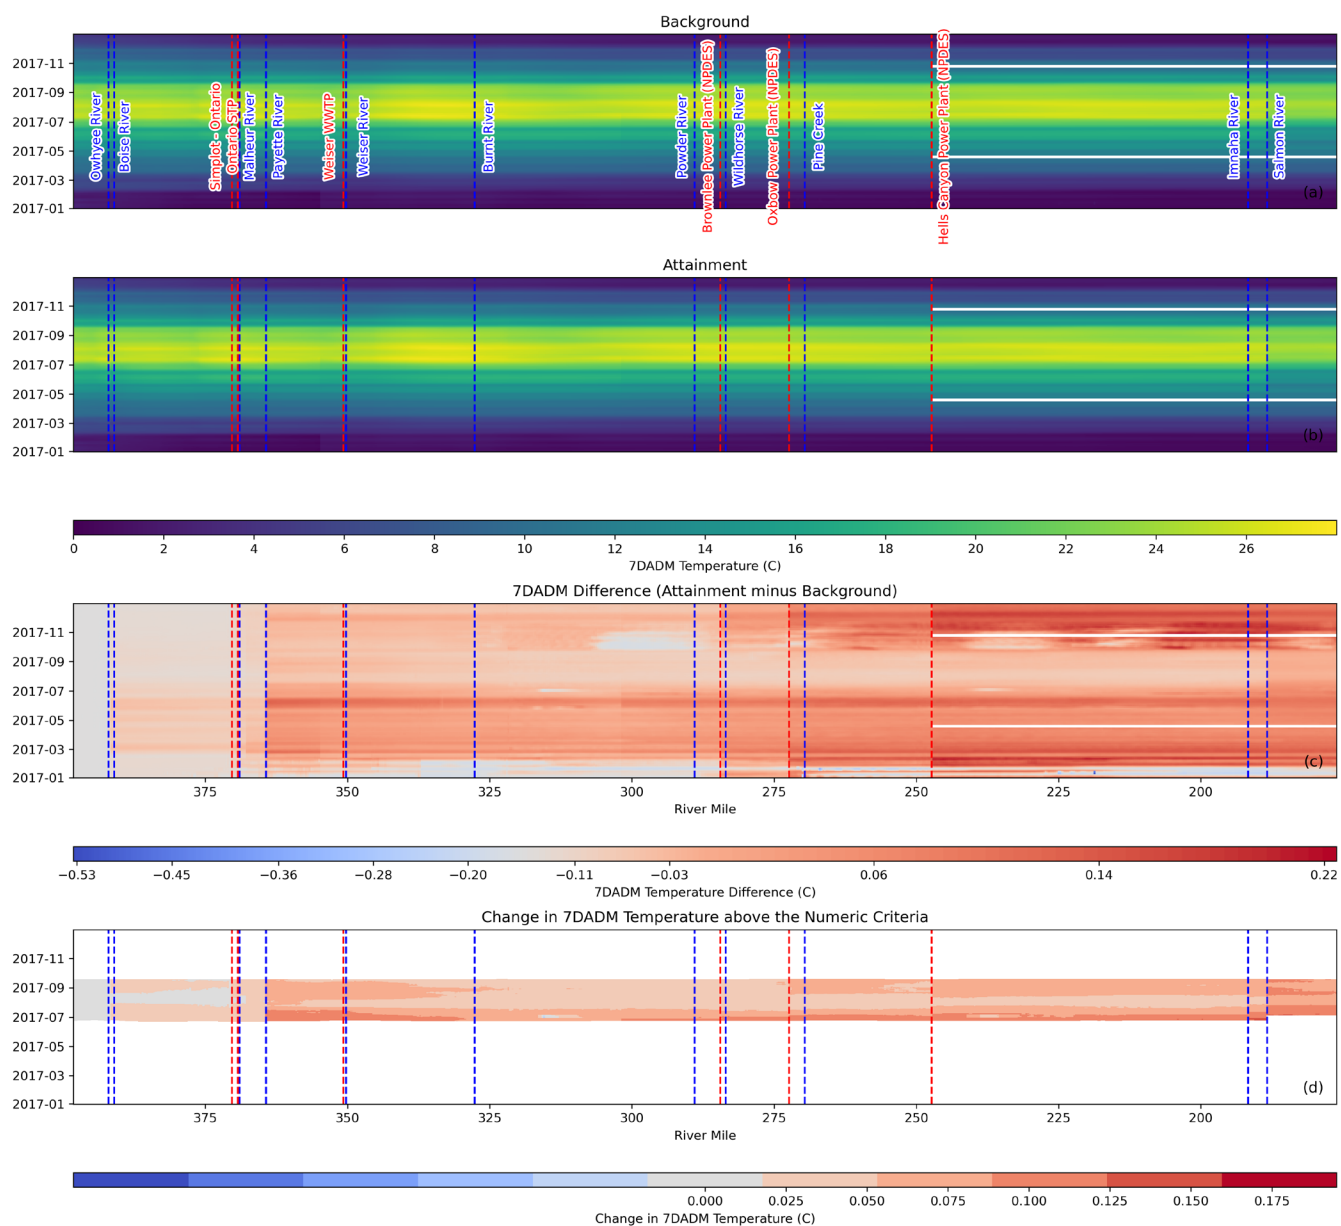 Background
2017-11
2017-09
2017-07
2017-05
2017-03
2017-01
Owhyee River
Boise River
Simplot - Ontario
Ontario STP
Malheur River
Payette River
Weiser WWTP
Weiser River
Burnt River
Powder River
Brownlee Power Plant (NPDES)
Wildhorse River
Oxbow Power Plant (NPDES)
Pine Creek
Hells Canyon Power Plant (NPDES)
Imnaha River
Salmon River
(a)
Attainment
2017-11
2017-09
2017-07
2017-05
2017-03
2017-01
(b)
0 2 4 6 8 10 12 14 16 18 20 22 24 26
7DADM Temperature (C)
7DADM Difference (Attainment minus Background)
2017-11
2017-09
2017-07
2017-05
2017-03
2017-01
(c)
375 350 325 300 275 250 225 200
River Mile
−0.53 −0.45 −0.36 −0.28 −0.20 −0.11 −0.03 0.06 0.14 0.22
7DADM Temperature Difference (C)
Change in 7DADM Temperature above the Numeric Criteria
2017-11
2017-09
2017-07
2017-05
2017-03
2017-01
(d)
375 350 325 300 275 250 225 200
River Mile
0.000 0.025 0.050 0.075 0.100 0.125 0.150 0.175
Change in 7DADM Temperature (C)